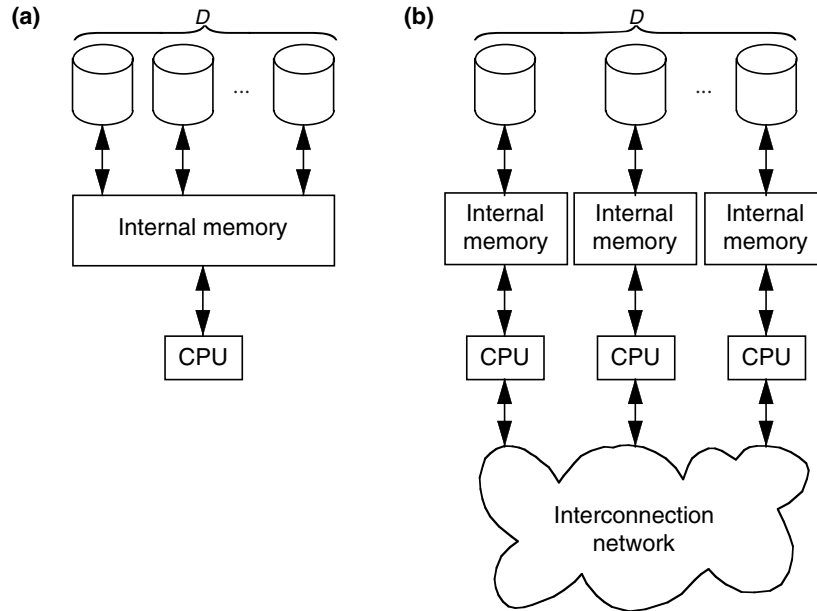 (a)
D
...
Internal memory
CPU
(b)
D
...
Internal
memory
Internal
memory
Internal
memory
CPU
CPU
CPU
Interconnection
network